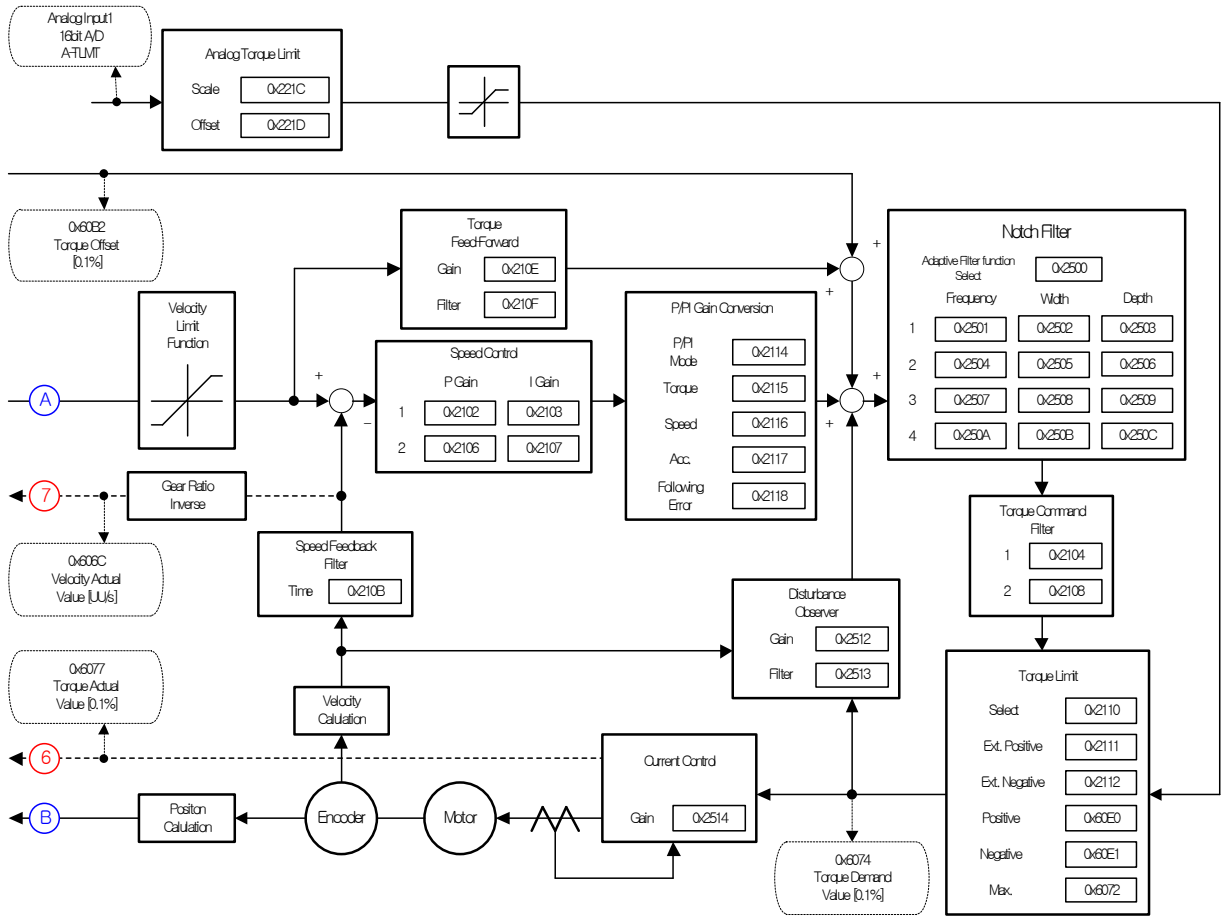 Analog Input1
16bit A/D
A-TLMT
Analog Torque Limit
Scale 0x221C
Offset 0x221D
0x60B2
Torque Offset
[0.1%]
Torque
Feed-Forward
Gain 0x210E
Filter 0x210F
+
+
Notch Filter
Adaptive Filter function
Select 0x2500
Frequency Width Depth
1 0x2501 0x2502 0x2503
2 0x2504 0x2505 0x2506
3 0x2507 0x2508 0x2509
4 0x250A 0x250B 0x250C
Velocity
Limit
Function
A
+
−
Speed Control
P Gain I Gain
1 0x2102 0x2103
2 0x2106 0x2107
P/PI Gain Conversion
P/PI
Mode 0x2114
Torque 0x2115
Speed 0x2116
Acc. 0x2117
Following
Error 0x2118
+
+
7
Gear Ratio
Inverse
0x606C
Velocity Actual
Value [UU/s]
Speed Feedback
Filter
Time 0x210B
Torque Command
Filter
1 0x2104
2 0x2108
Disturbance
Observer
Gain 0x2512
Filter 0x2513
0x6077
Torque Actual
Value [0.1%]
Velocity
Calulation
Torque Limit
Select 0x2110
Ext. Positive 0x2111
Ext. Negative 0x2112
Positive 0x60E0
Negative 0x60E1
Max. 0x6072
6
Current Control
Gain 0x2514
B
Positon
Calulation
Encoder
Motor
0x6074
Torque Demand
Value [0.1%]